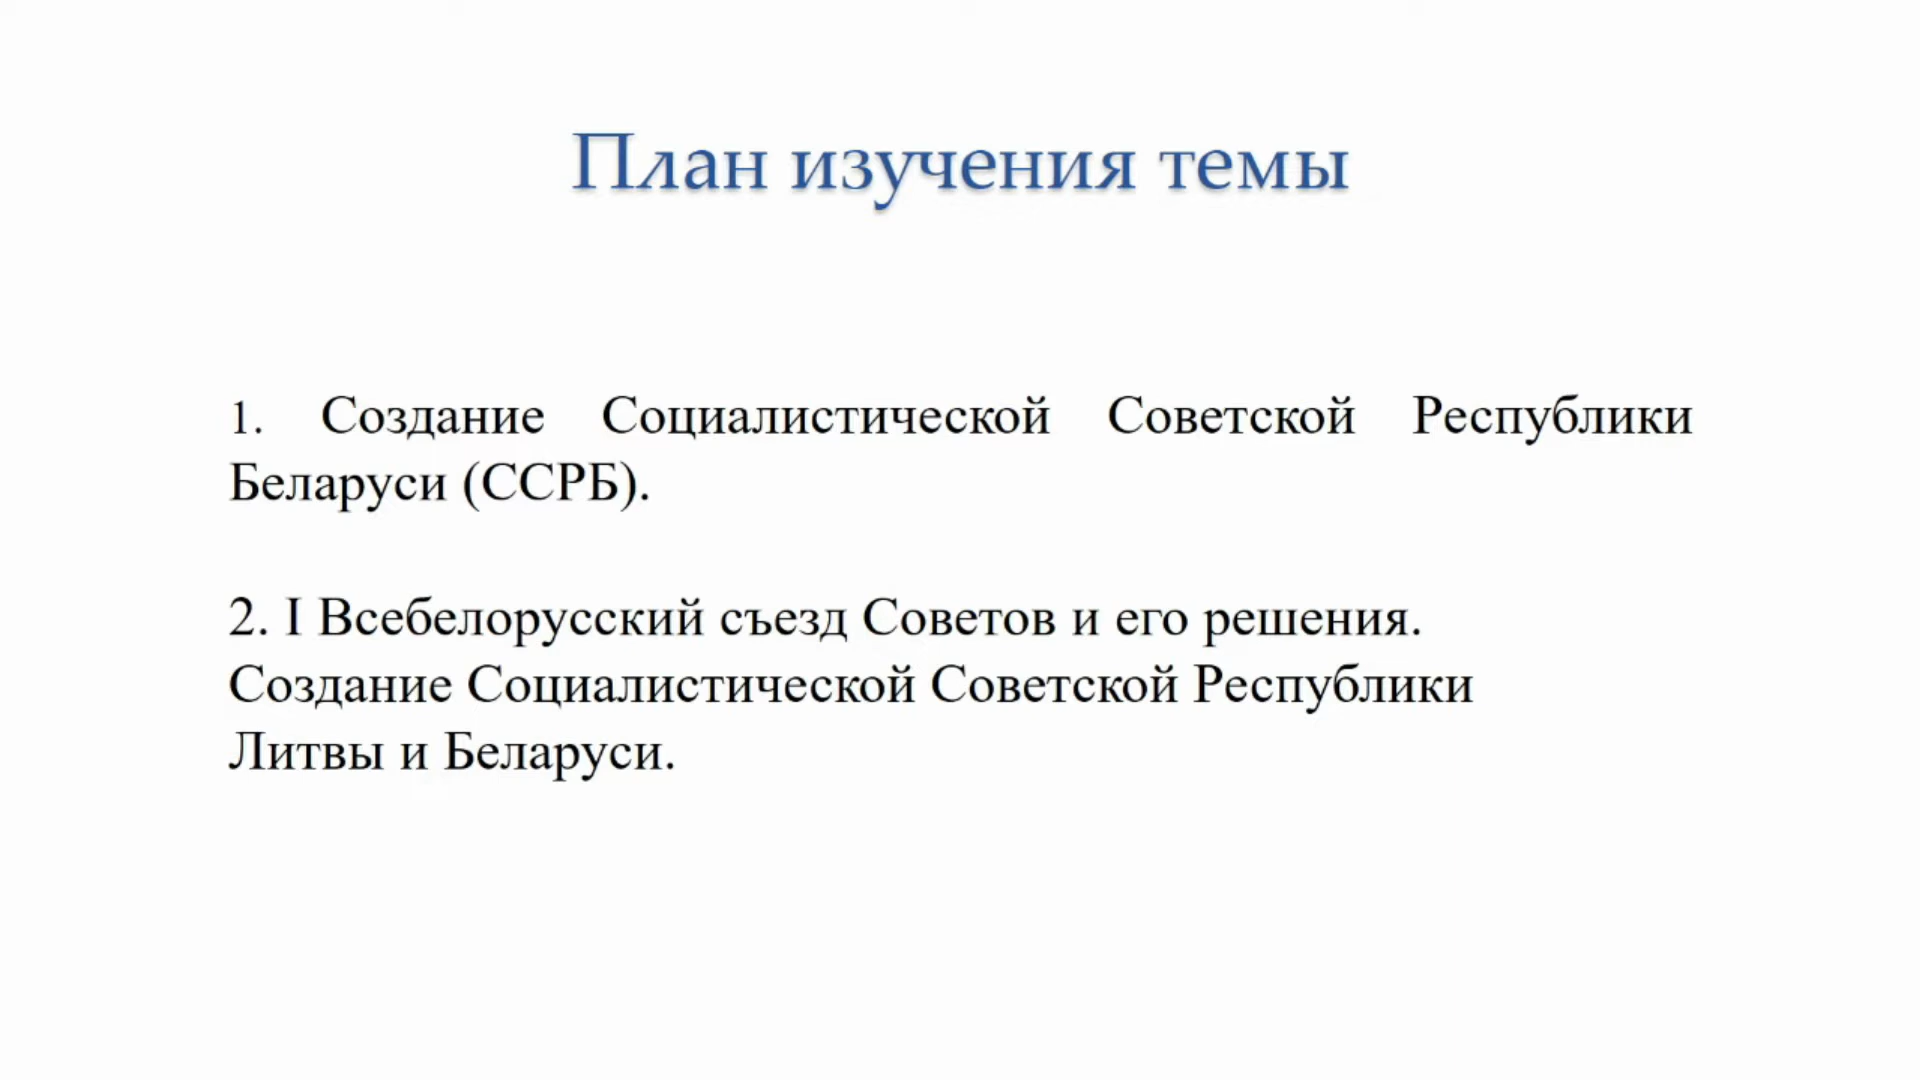 План изучения темы
1. Создание Социалистической Советской Республики
Беларуси (ССРБ).
2. I Всебелорусский съезд Советов и его решения.
Создание Социалистической Советской Республики
Литвы и Беларуси.